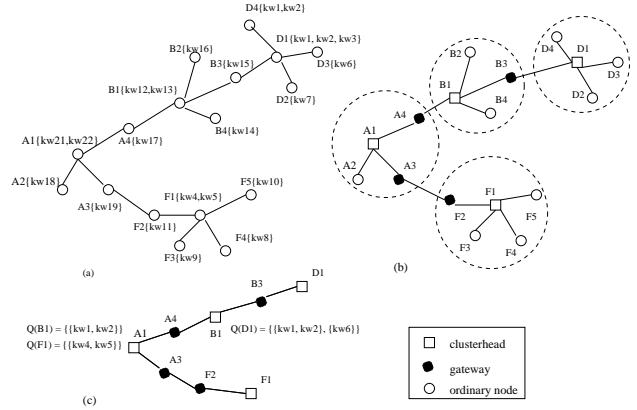 D4{kw1,kw2}
D1{kw1, kw2, kw3}
B2{kw16}
B3{kw15}
D3{kw6}
B1{kw12,kw13}
D2{kw7}
B4{kw14}
A1{kw21,kw22}
A4{kw17}
A2{kw18}
A3{kw19}
F1{kw4,kw5}
F5{kw10}
F2{kw11}
F4{kw8}
F3{kw9}
(a)
D4
D1
B2
B3
D3
B1
D2
B4
A4
A1
A2
A3
F1
F2
F5
F3
F4
(b)
D1
B3
Q(B1) = {{kw1, kw2}}
A4
B1
Q(D1) = {{kw1, kw2}, {kw6}}
A1
Q(F1) = {{kw4, kw5}}
A3
F2
F1
(c)
clusterhead
gateway
ordinary node